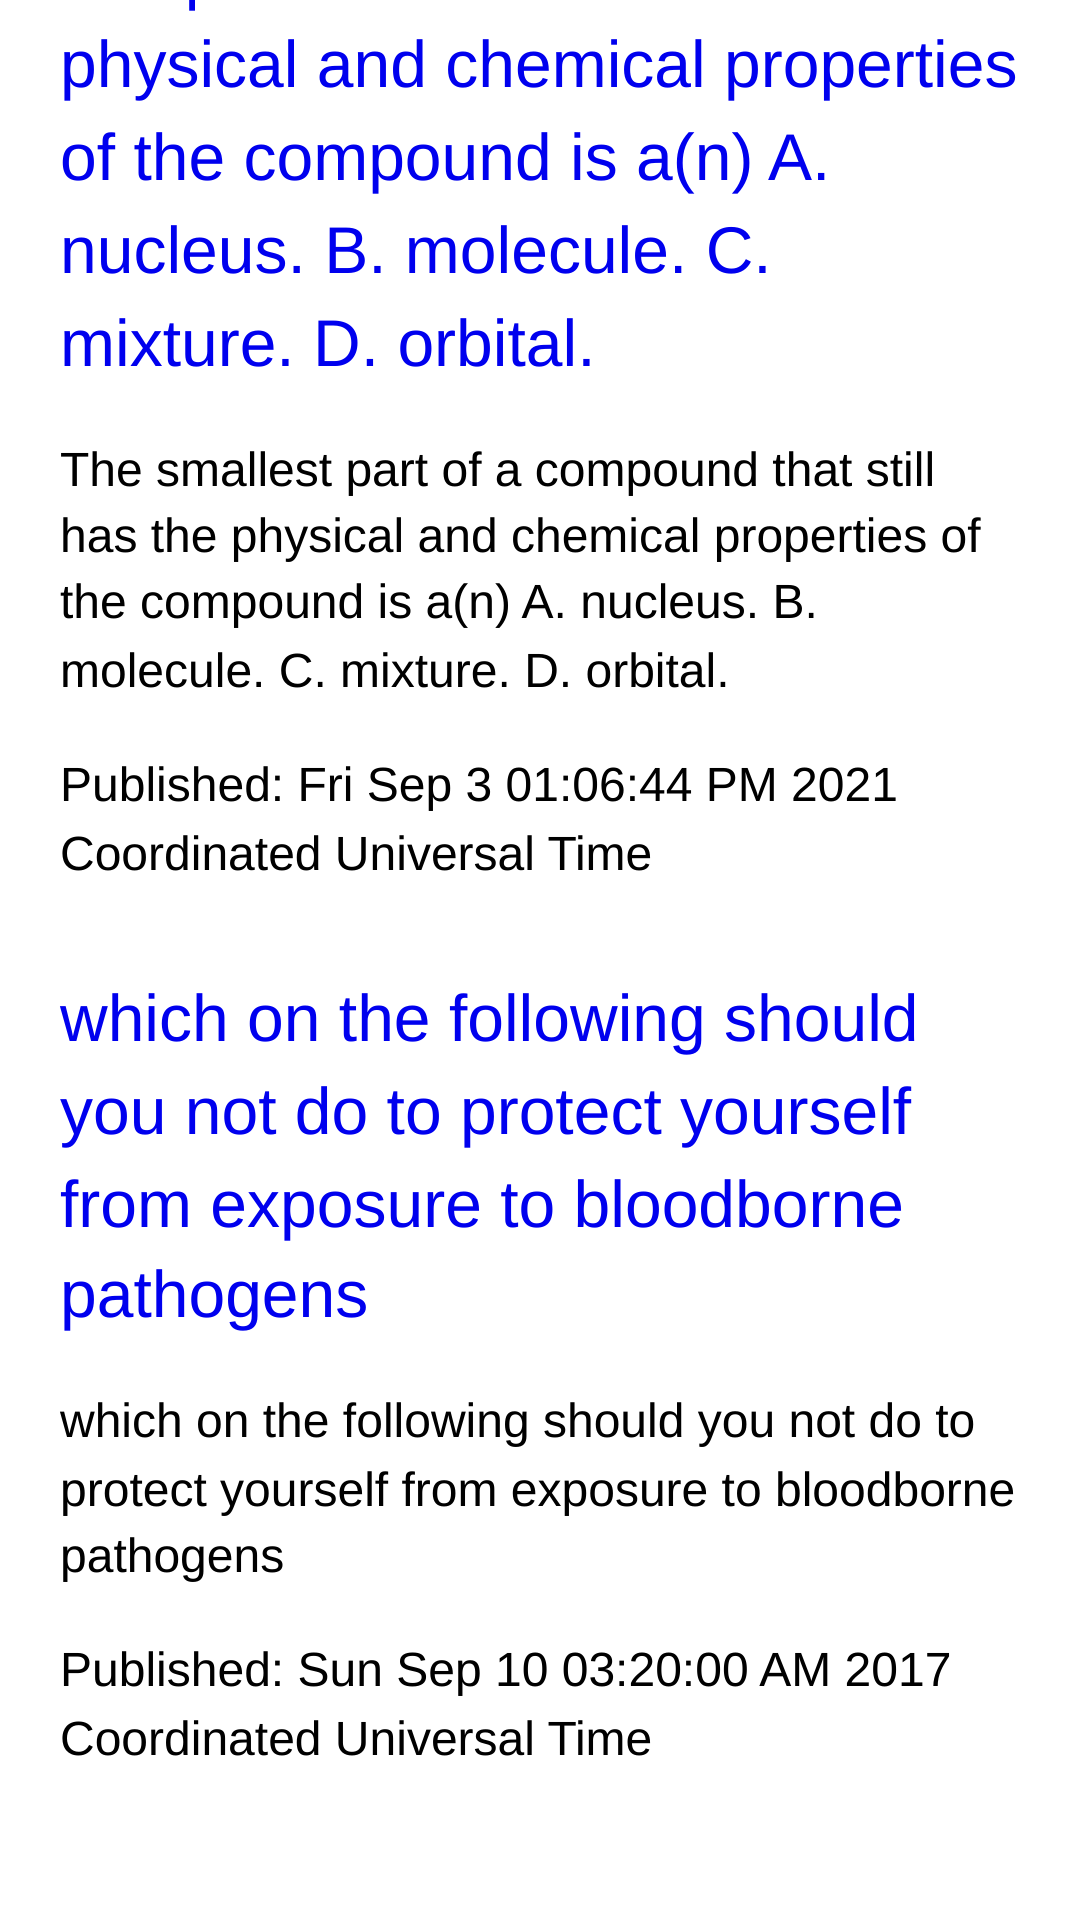 physical and chemical properties
of the compound is a(n) A.
nucleus. B. molecule. C.
mixture. D. orbital.
The smallest part of a compound that still
has the physical and chemical properties of
the compound is a(n) A. nucleus. B.
molecule. C. mixture. D. orbital.
Published: Fri Sep 3 01:06:44 PM 2021
Coordinated Universal Time
which on the following should
you not do to protect yourself
from exposure to bloodborne
pathogens
which on the following should you not do to
protect yourself from exposure to bloodborne
pathogens
Published: Sun Sep 10 03:20:00 AM 2017
Coordinated Universal Time